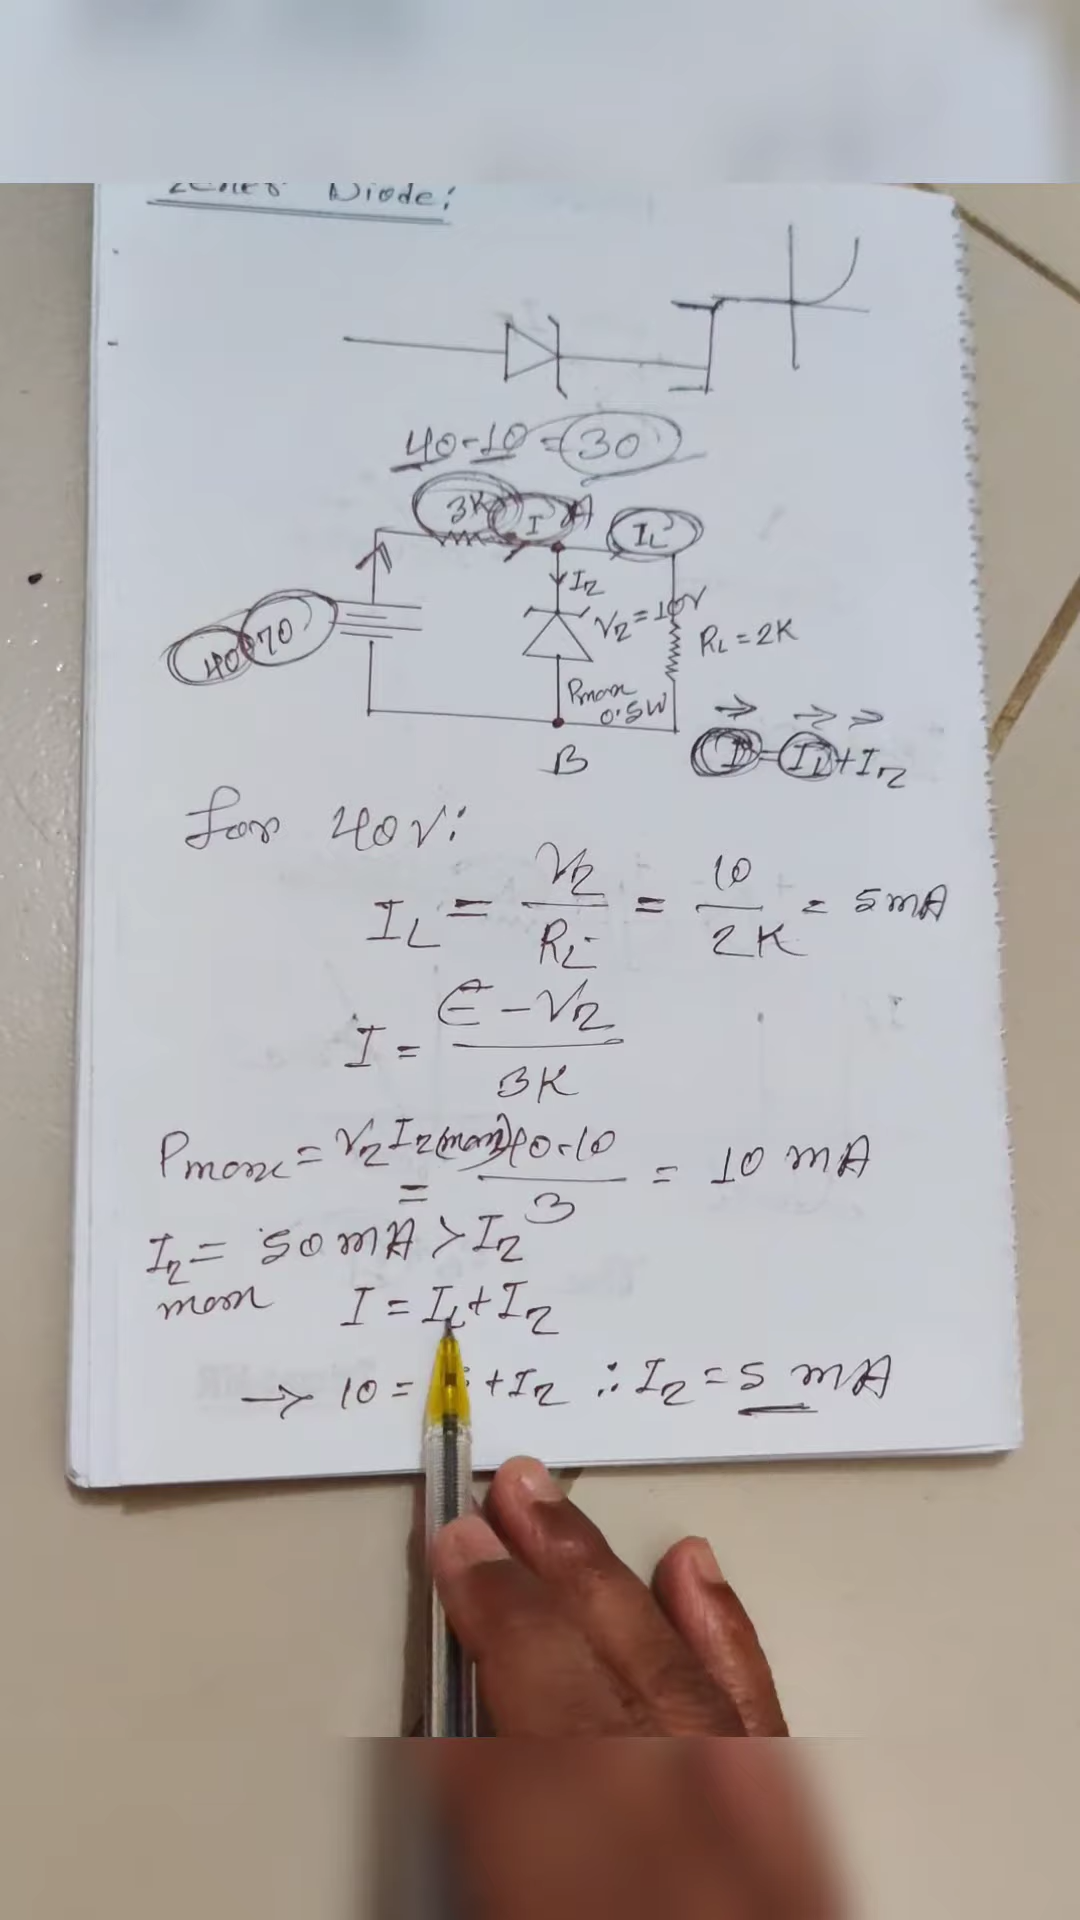 Zener Diode:
40-10 = 30
3K I A IL
IZ
40 70
VZ = 10V
RL = 2K
Pmax
0.5W
I = IL + IZ
B
for 40V:
IL = VZ / RL = 10 / 2K = 5mA
I = E - VZ / 3K
Pmax = VZ IZ(max)
= 40-10 / 3 = 10 mA
IZ = 50 mA > IZ
max
I = IL + IZ
→ 10 = + IZ ∴ IZ = 5 mA